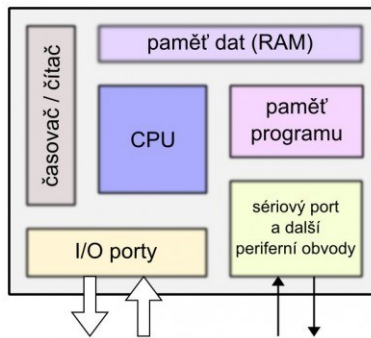 časovač / čítač
paměť dat (RAM)
CPU
paměť
programu
I/O porty
sériový port
a další
periferní obvody